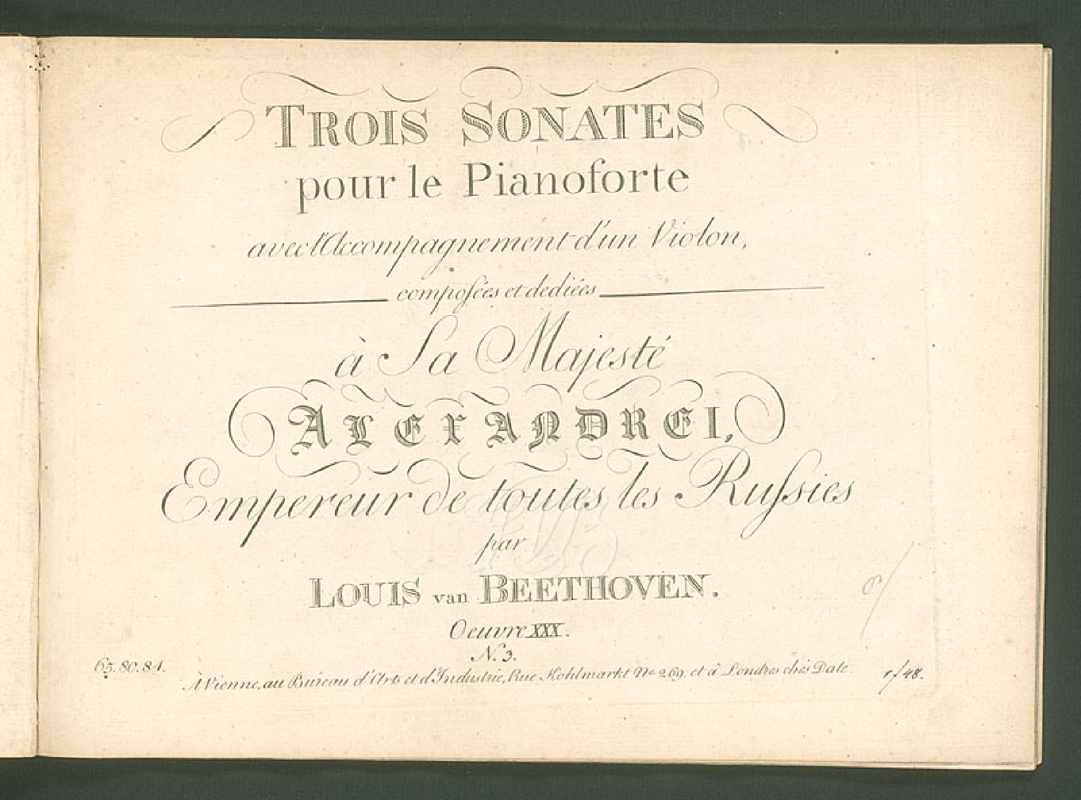 TROIS SONATES
pour le Pianoforte
avec l'Accompagnement d'un Violon,
composées et dediées
à Sa Majesté
ALEXANDRE I,
Empereur de toutes les Russies
par
LOUIS van BEETHOVEN.
Oeuvre XXX.
N. 3.
63.80.84.
À Vienne, au Bureau d'Arts et d'Industrie, Rue Kohlmarkt No. 269. et à Londres chés Dale.
1/48.